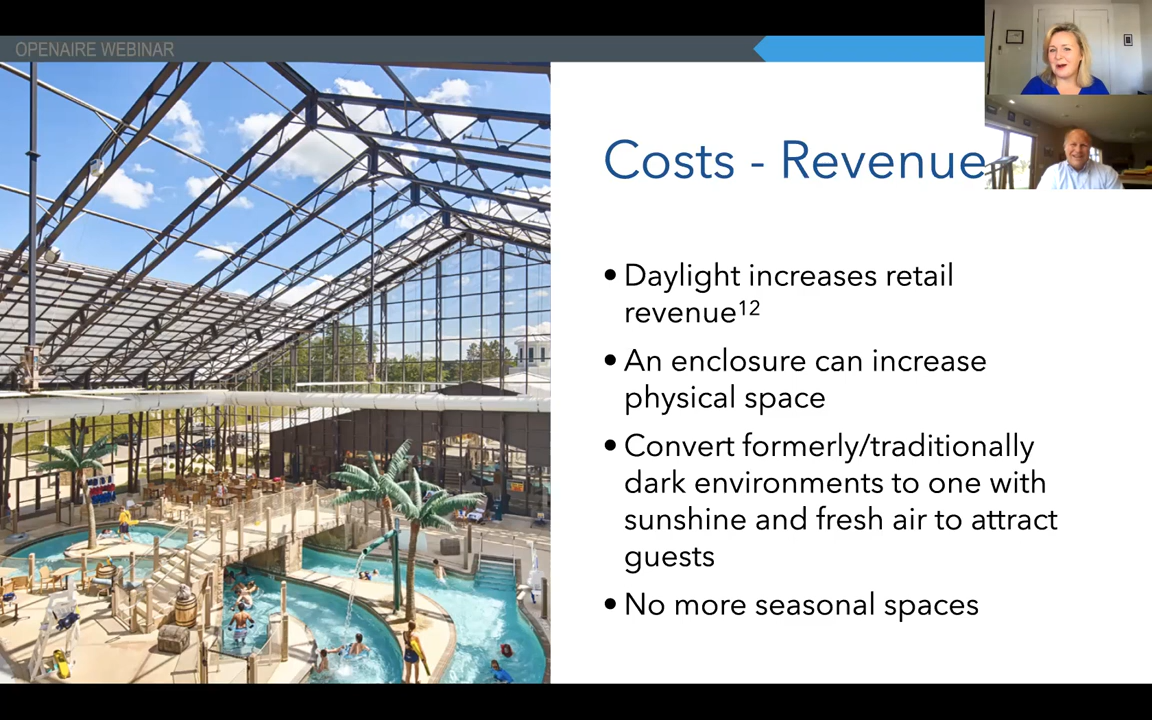 OPENAIRE WEBINAR
Costs - Revenue
• Daylight increases retail
revenue¹²
• An enclosure can increase
physical space
• Convert formerly/traditionally
dark environments to one with
sunshine and fresh air to attract
guests
• No more seasonal spaces